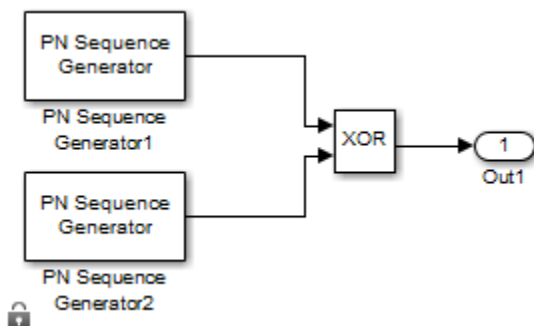 PN Sequence
Generator
PN Sequence
Generator1
XOR
1
Out1
PN Sequence
Generator
PN Sequence
Generator2